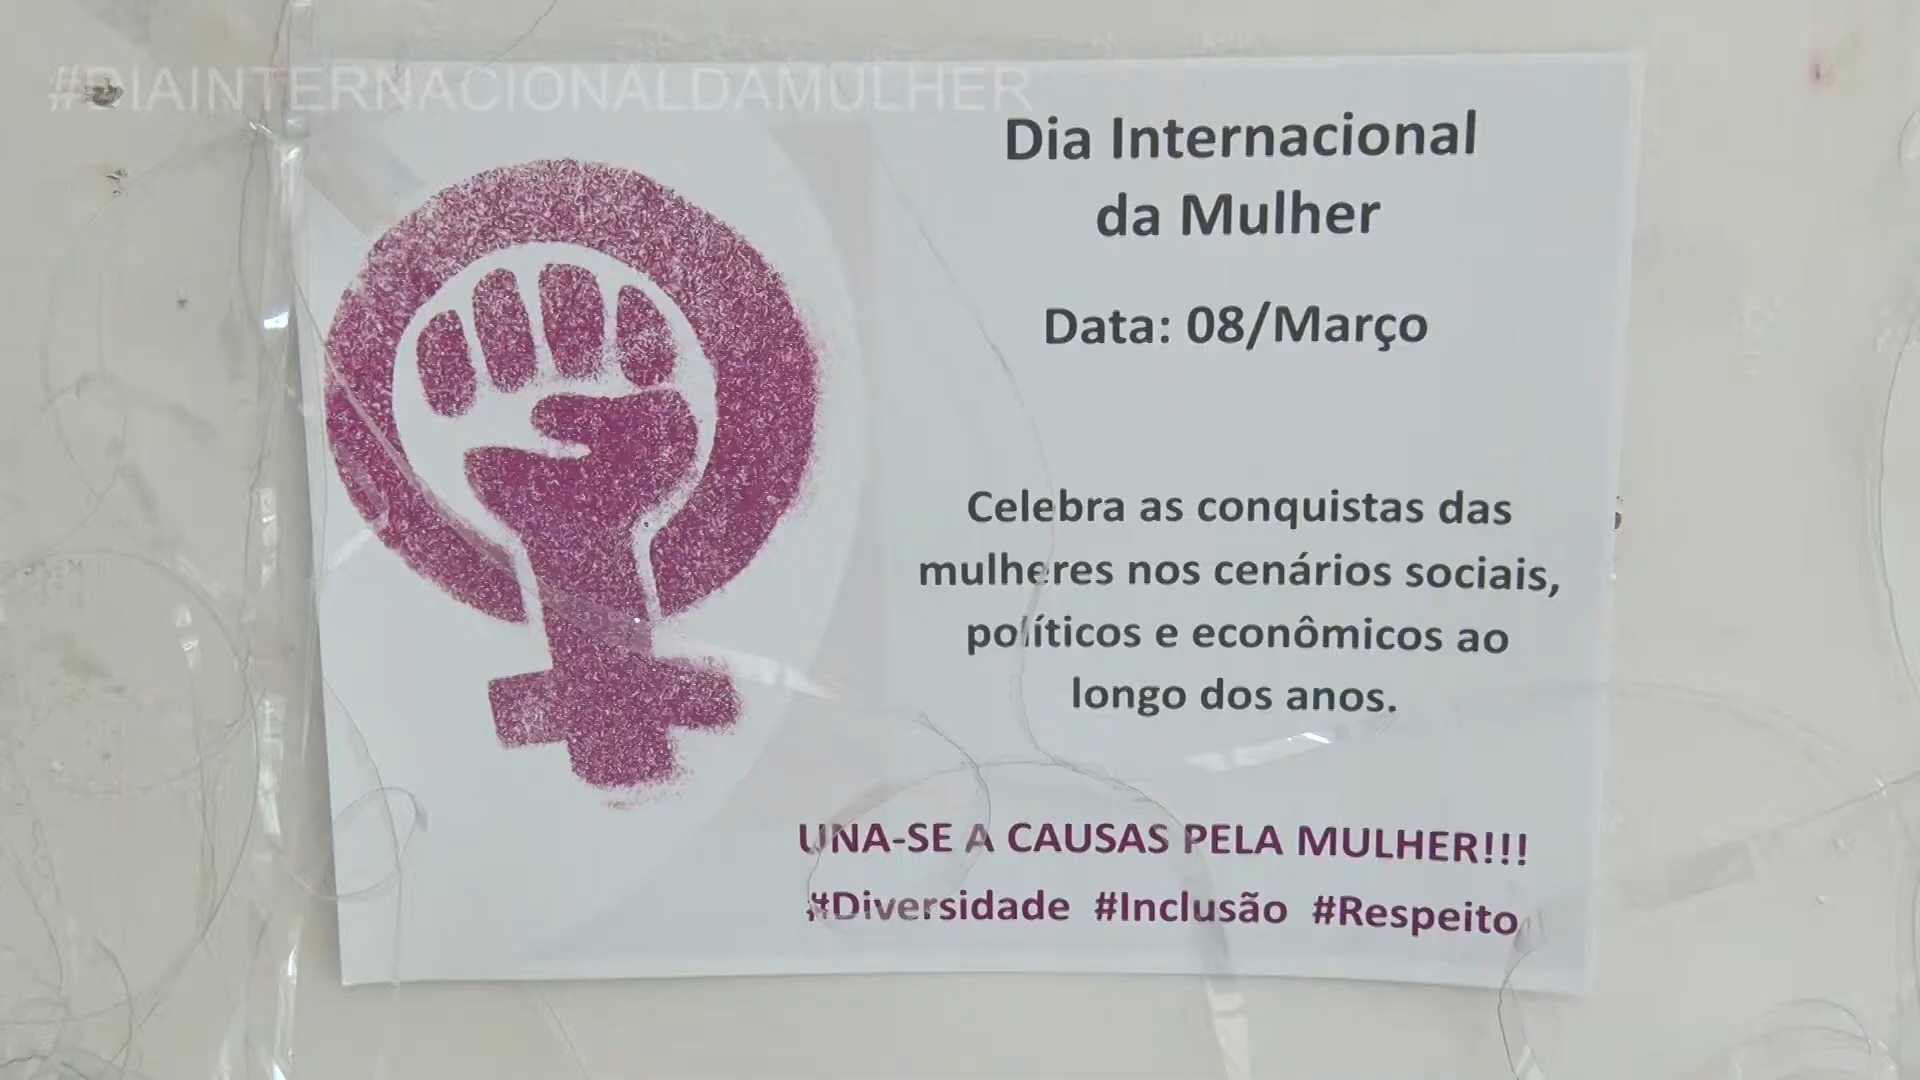 #DIAINTERNACIONALDAMULHER
Dia Internacional
da Mulher
Data: 08/Março
Celebra as conquistas das
mulheres nos cenários sociais,
políticos e econômicos ao
longo dos anos.
UNA-SE A CAUSAS PELA MULHER!!!
#Diversidade #Inclusão #Respeito